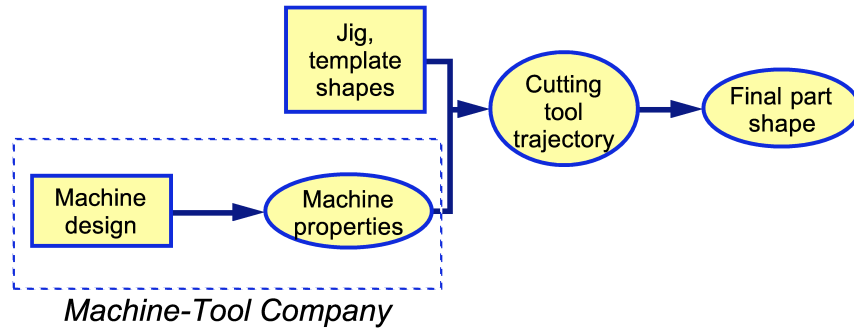 Jig,
template
shapes
Cutting
tool
trajectory
Final part
shape
Machine
design
Machine
properties
Machine-Tool Company